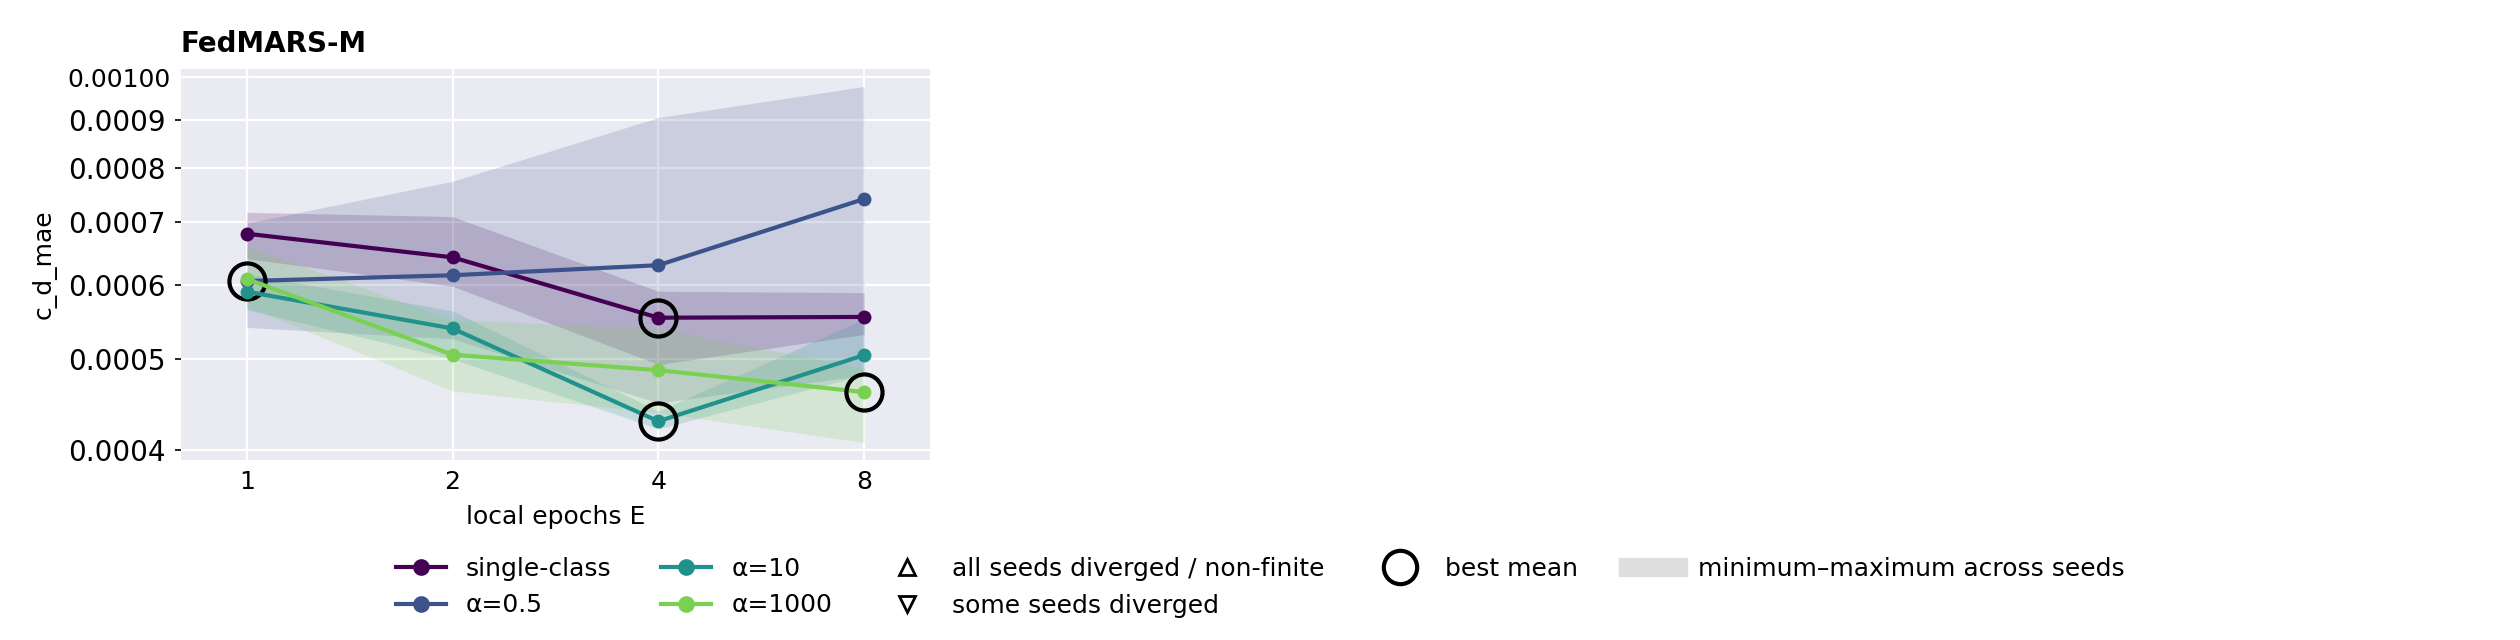 FedMARS-M
0.00100
0.0009
0.0008
0.0007
0.0006
0.0005
0.0004
c_d_mae
1 2 4 8
local epochs E
single-class α=10 all seeds diverged / non-finite best mean minimum–maximum across seeds
α=0.5 α=1000 some seeds diverged